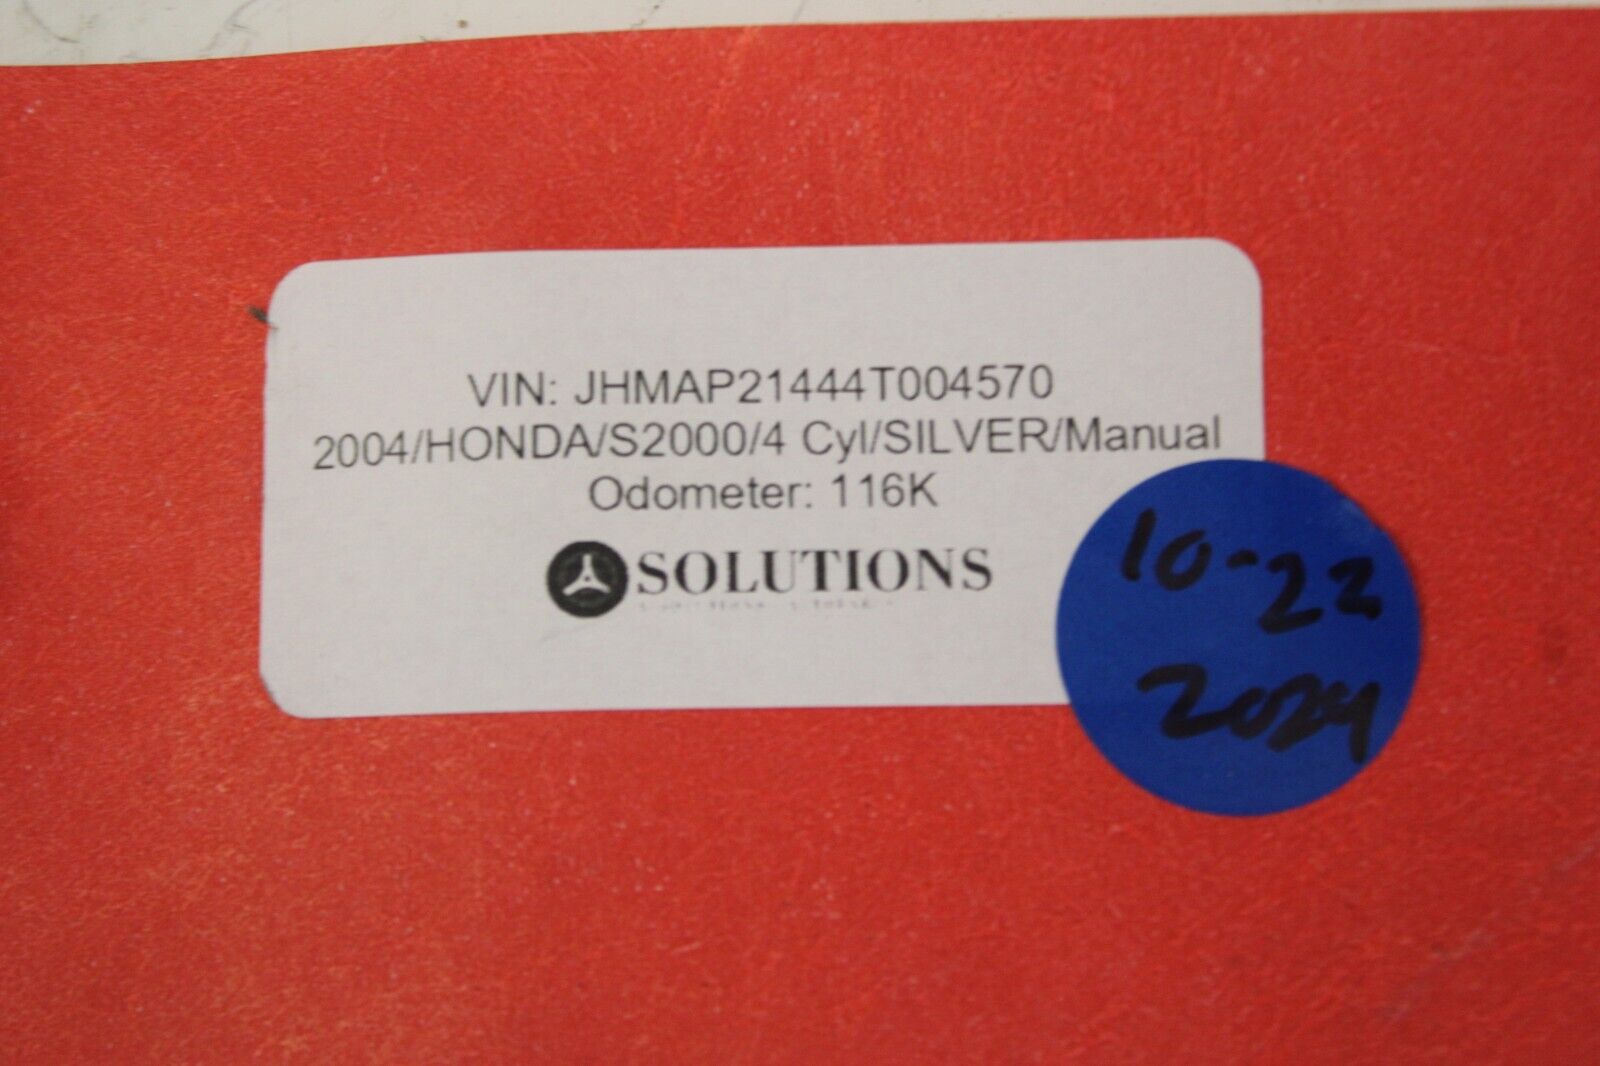 VIN: JHMAP21444T004570
2004/HONDA/S2000/4 Cyl/SILVER/Manual
Odometer: 116K
SOLUTIONS
10-22
2024